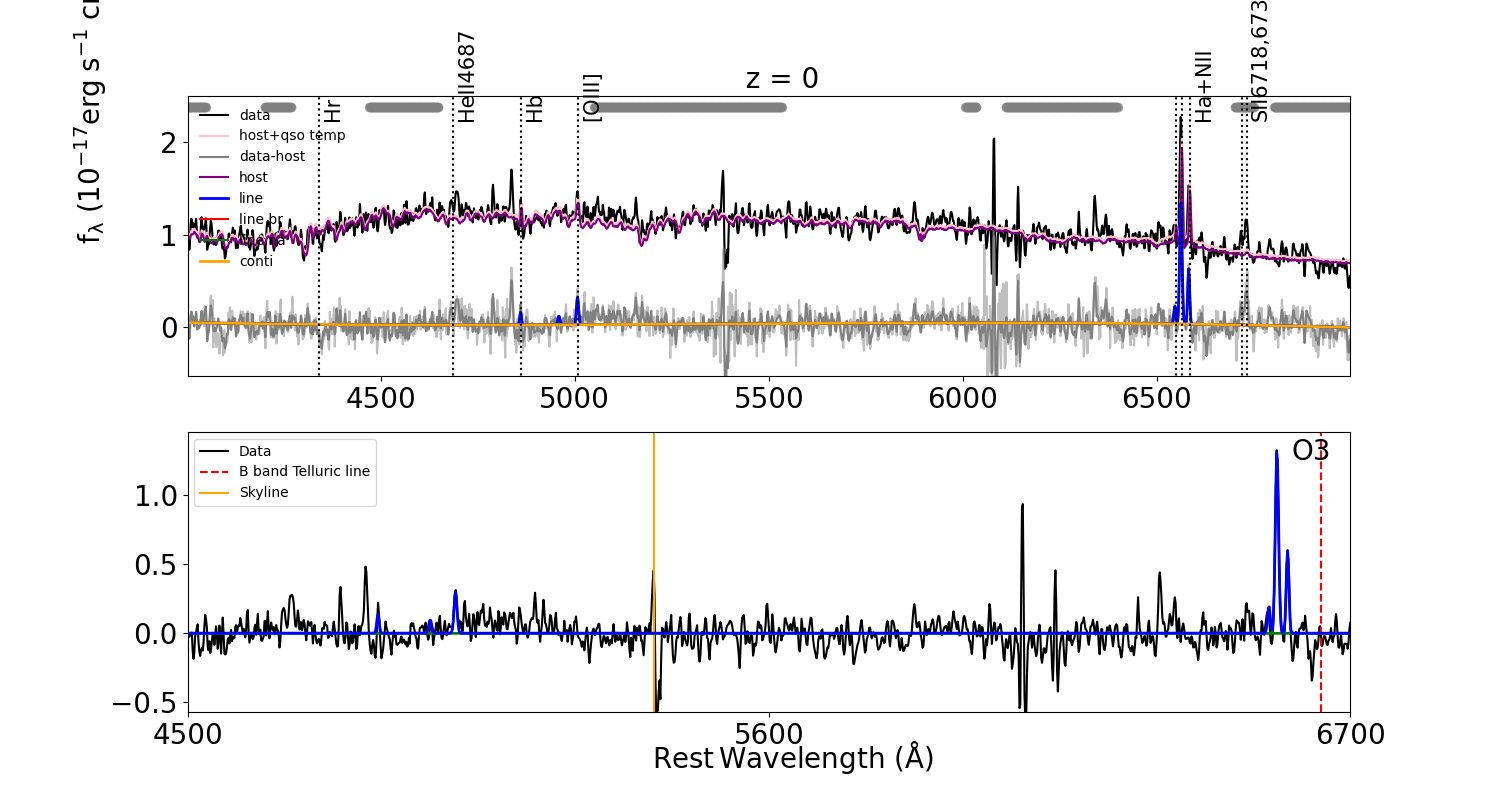 z = 0
f_λ (10^−17 erg s^−1 c
Hr
HeII4687
Hb
[OIII]
Ha+NII
SII6718,673
data
host+qso temp
data-host
host
line
line br
conti
2
1
0
4500 5000 5500 6000 6500
Data
B band Telluric line
Skyline
O3
1.0
0.5
0.0
−0.5
4500 5600 6700
Rest Wavelength (Å)